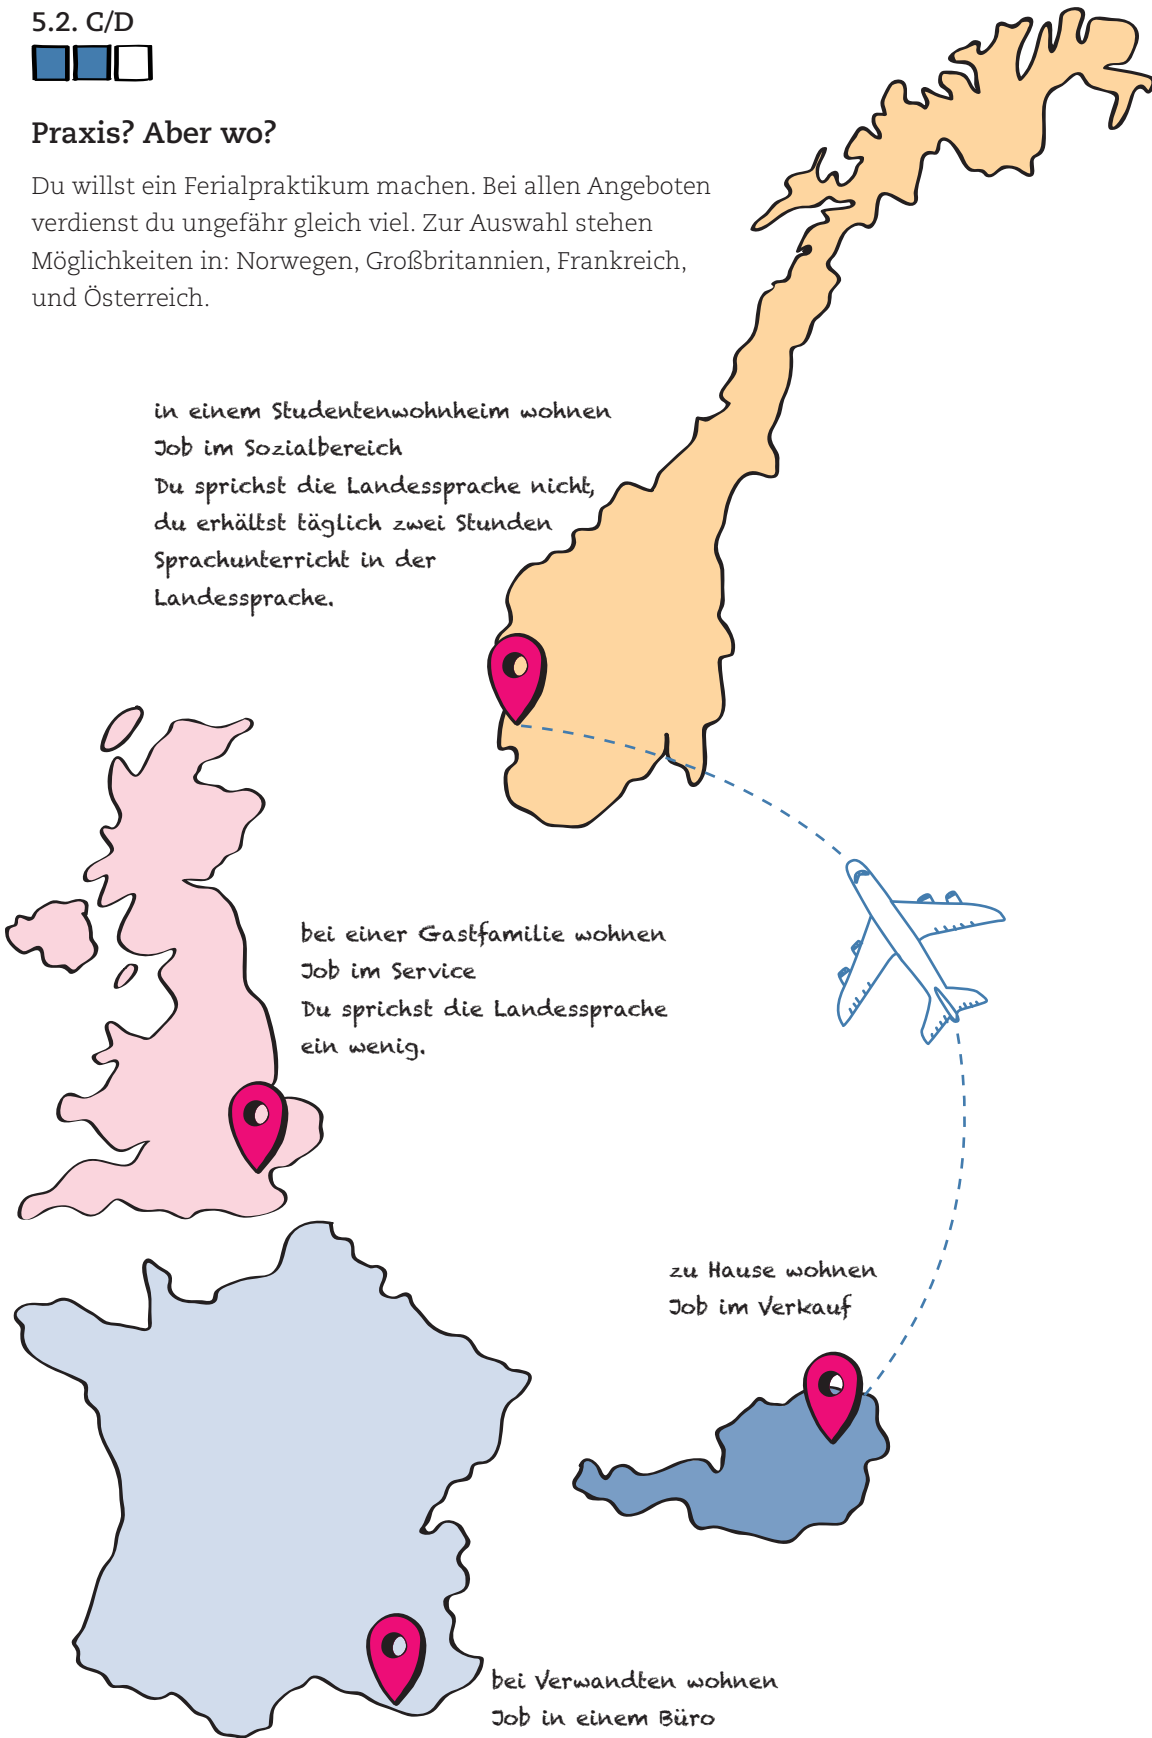 5.2. C/D
Praxis? Aber wo?
Du willst ein Ferialpraktikum machen. Bei allen Angeboten
verdienst du ungefähr gleich viel. Zur Auswahl stehen
Möglichkeiten in: Norwegen, Großbritannien, Frankreich,
und Österreich.
in einem Studentenwohnheim wohnen
Job im Sozialbereich
Du sprichst die Landessprache nicht,
du erhältst täglich zwei Stunden
Sprachunterricht in der
Landessprache.
bei einer Gastfamilie wohnen
Job im Service
Du sprichst die Landessprache
ein wenig.
zu Hause wohnen
Job im Verkauf
bei Verwandten wohnen
Job in einem Büro